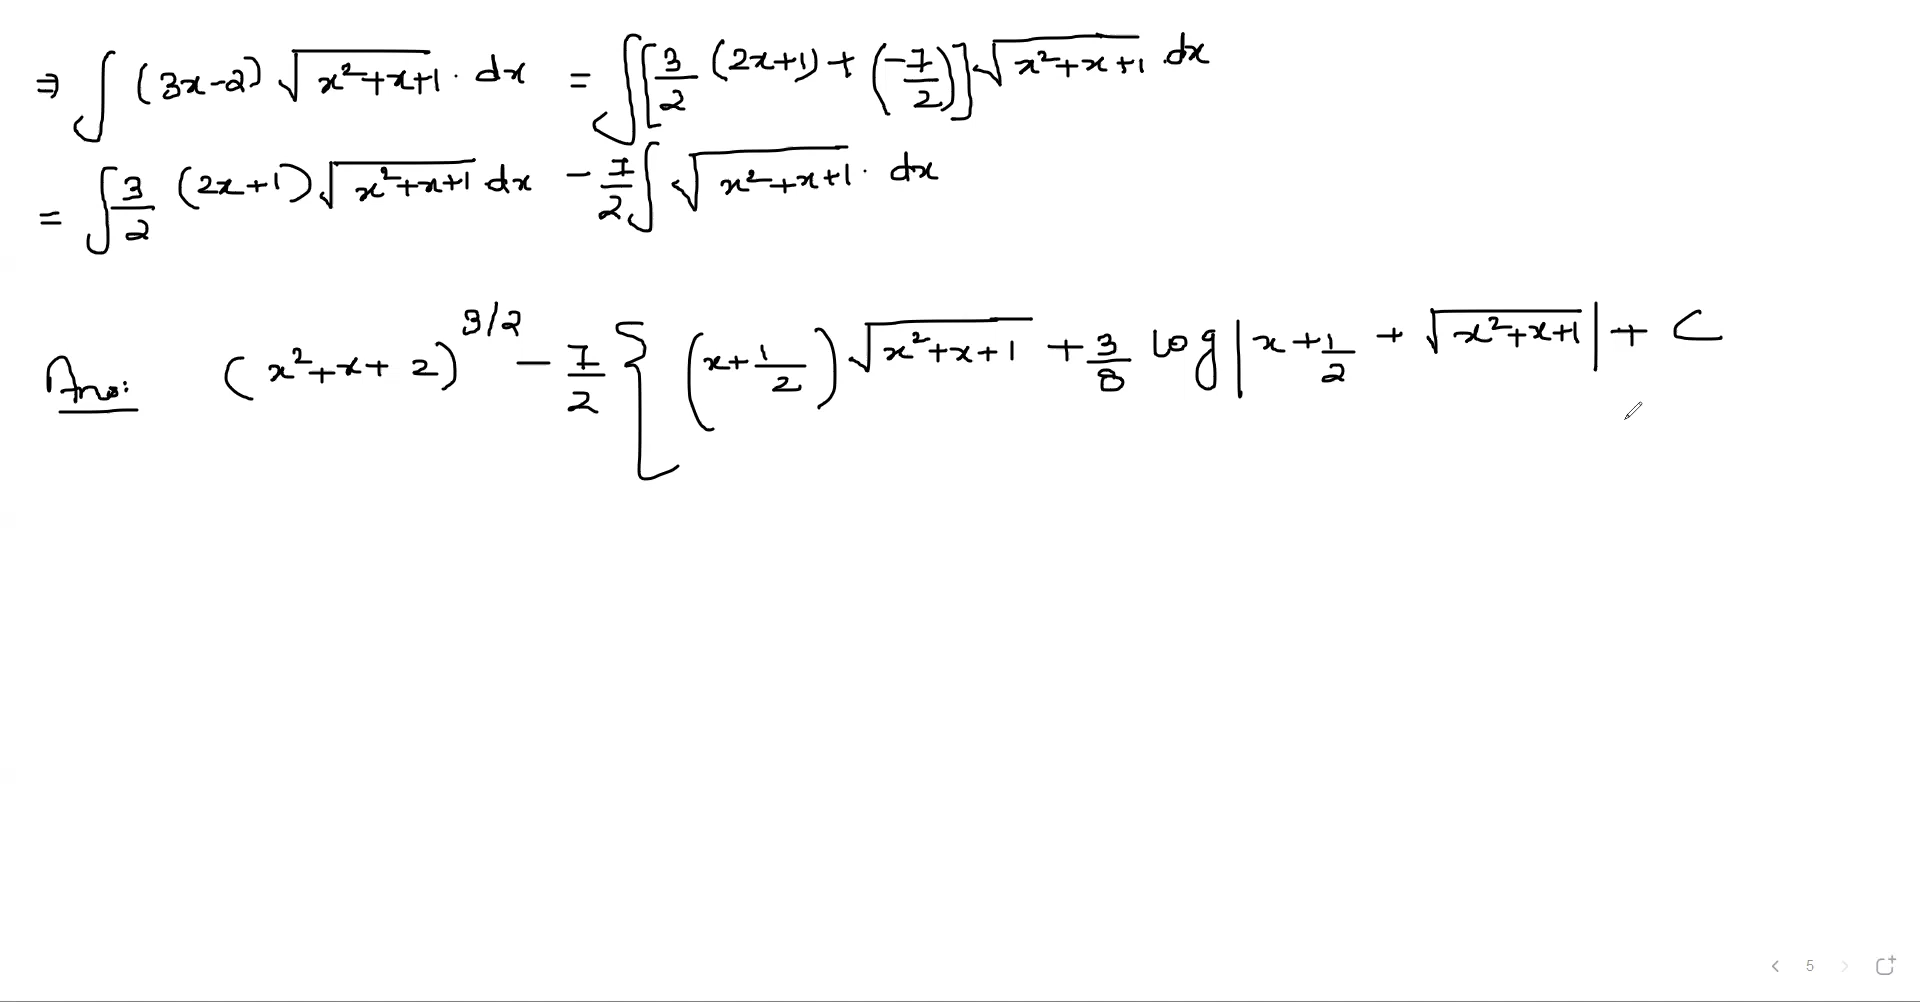 ⇒ ∫ (3x-2) √(x²+x+1) · dx = ∫ [3/2 (2x+1) + (-7/2)] √(x²+x+1) · dx
= ∫ 3/2 (2x+1) √(x²+x+1) dx - 7/2 ∫ √(x²+x+1) · dx
Ans: (x²+x+2)^3/2 - 7/2 { (x+1/2) √(x²+x+1) + 3/8 log |x+1/2 + √(x²+x+1)| + C
5